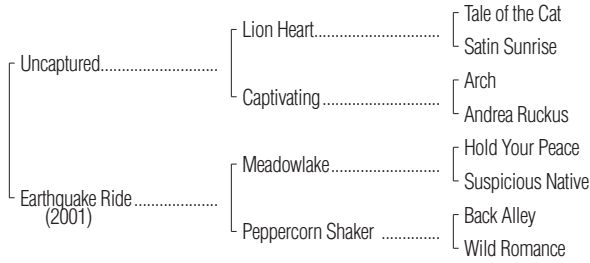 Tale of the Cat
Lion Heart
Satin Sunrise
Uncaptured
Arch
Captivating
Andrea Ruckus
Hold Your Peace
Meadowlake
Suspicious Native
Earthquake Ride
(2001)
Back Alley
Peppercorn Shaker
Wild Romance